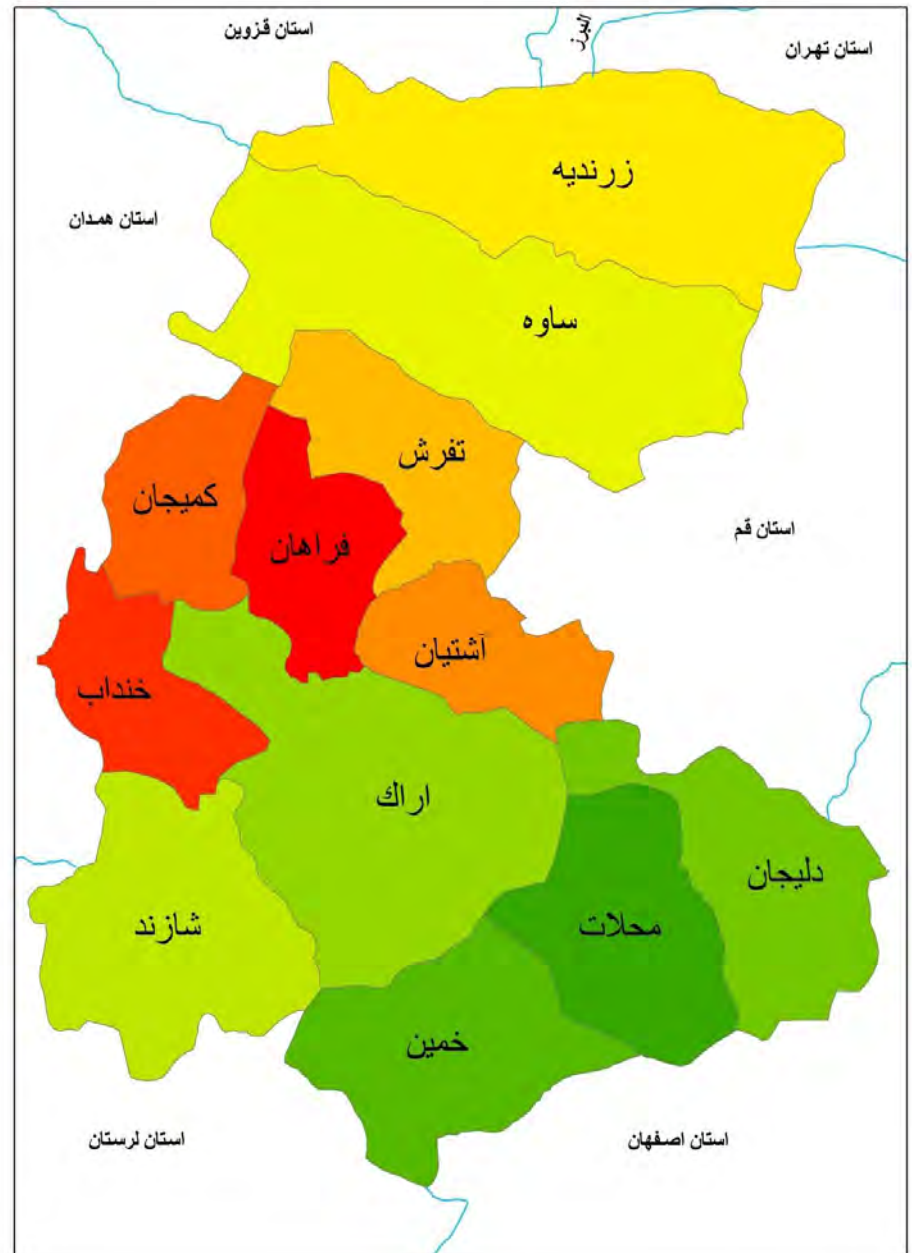 استان قزوین
البرز
استان تهران
زرندیه
استان همدان
ساوه
تفرش
کمیجان
استان قم
فراهان
آشتیان
خنداب
اراك
دلیجان
شازند
محلات
خمین
استان لرستان
استان اصفهان